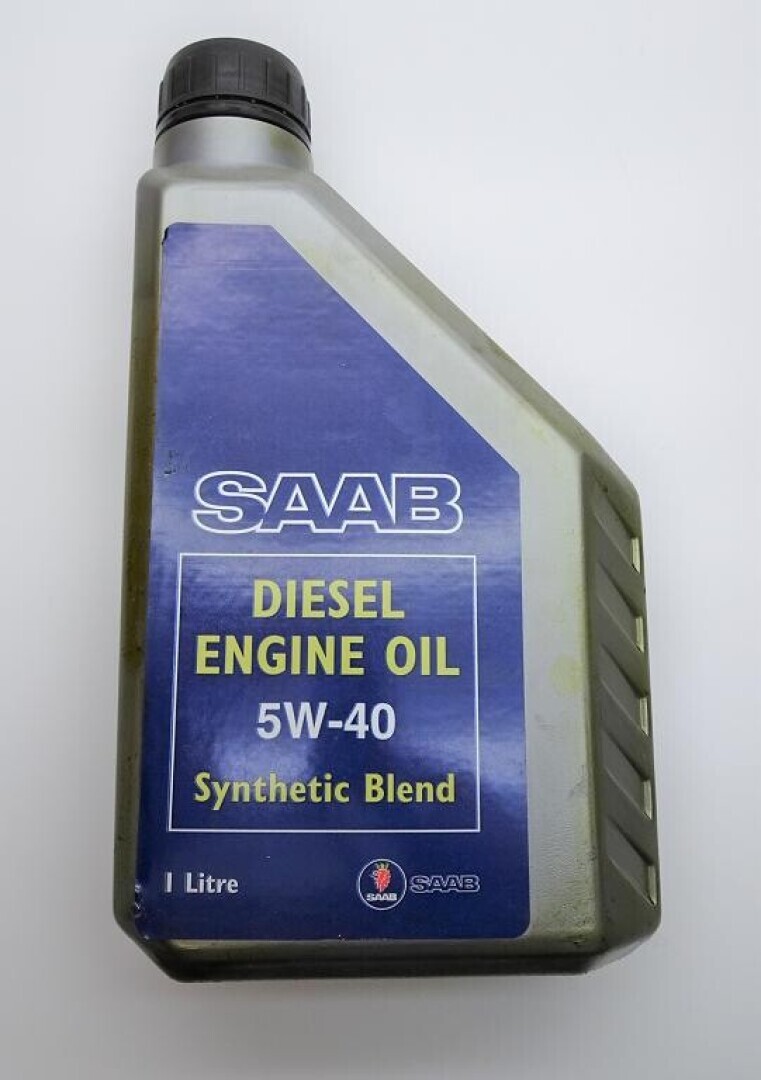 SAAB
DIESEL
ENGINE OIL
5W-40
Synthetic Blend
1 Litre
SAAB SAAB